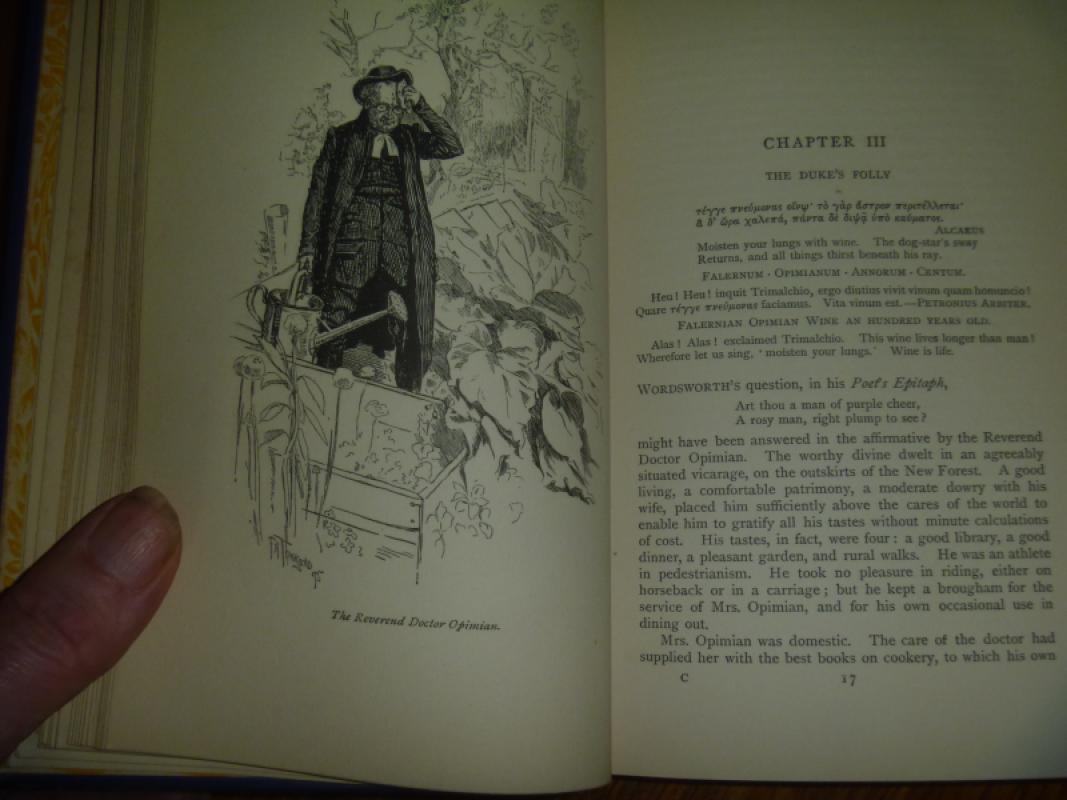 The Reverend Doctor Opimian.
CHAPTER III
THE DUKE'S FOLLY
τέγγε πνεύμονας οἴνῳ· τὸ γὰρ ἄστρον περιτέλλεται·
ἁ δ' ὥρα χαλεπά, πάντα δὲ διψᾷ ὑπὸ καύματος.
ALCAEUS
Moisten your lungs with wine. The dog-star's sway
Returns, and all things thirst beneath his ray.
FALERNUM · OPIMIANUM · ANNORUM · CENTUM.
Heu! Heu! inquit Trimalchio, ergo diutius vivit vinum quam homuncio!
Quare τέγγε πνεύμονας faciamus. Vita vinum est.—PETRONIUS ARBITER.
FALERNIAN OPIMIAN WINE AN HUNDRED YEARS OLD.
Alas! Alas! exclaimed Trimalchio. This wine lives longer than man!
Wherefore let us sing, 'moisten your lungs.' Wine is life.
WORDSWORTH'S question, in his Poet's Epitaph,
Art thou a man of purple cheer,
A rosy man, right plump to see?
might have been answered in the affirmative by the Reverend
Doctor Opimian. The worthy divine dwelt in an agreeably
situated vicarage, on the outskirts of the New Forest. A good
living, a comfortable patrimony, a moderate dowry with his
wife, placed him sufficiently above the cares of the world to
enable him to gratify all his tastes without minute calculations
of cost. His tastes, in fact, were four: a good library, a good
dinner, a pleasant garden, and rural walks. He was an athlete
in pedestrianism. He took no pleasure in riding, either on
horseback or in a carriage; but he kept a brougham for the
service of Mrs. Opimian, and for his own occasional use in
dining out.
Mrs. Opimian was domestic. The care of the doctor had
supplied her with the best books on cookery, to which his own
C 17